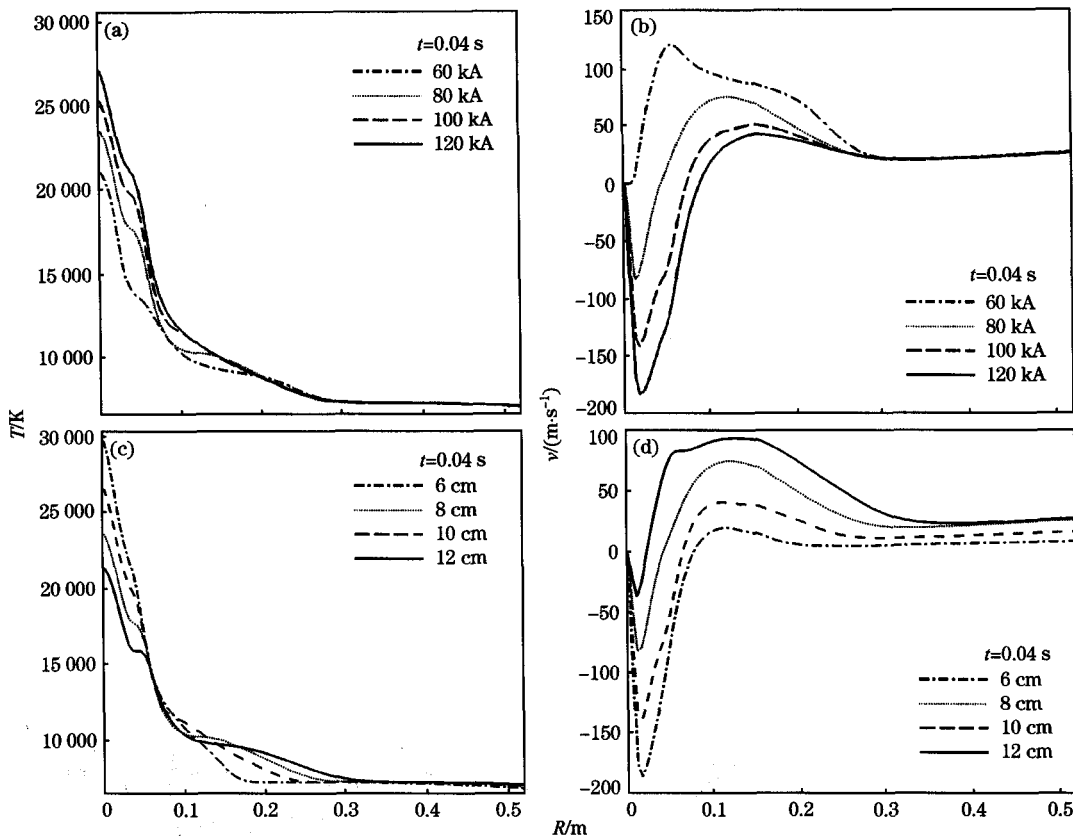 (a)
t=0.04 s
60 kA
80 kA
100 kA
120 kA
30 000
25 000
20 000
15 000
10 000
(b)
t=0.04 s
60 kA
80 kA
100 kA
120 kA
150
100
50
0
-50
-100
-150
-200
T/K
v/(m·s⁻¹)
(c)
t=0.04 s
6 cm
8 cm
10 cm
12 cm
30 000
25 000
20 000
15 000
10 000
0
0.1
0.2
0.3
0.4
0.5
(d)
t=0.04 s
6 cm
8 cm
10 cm
12 cm
100
50
0
-50
-100
-150
-200
0
0.1
0.2
0.3
0.4
0.5
R/m